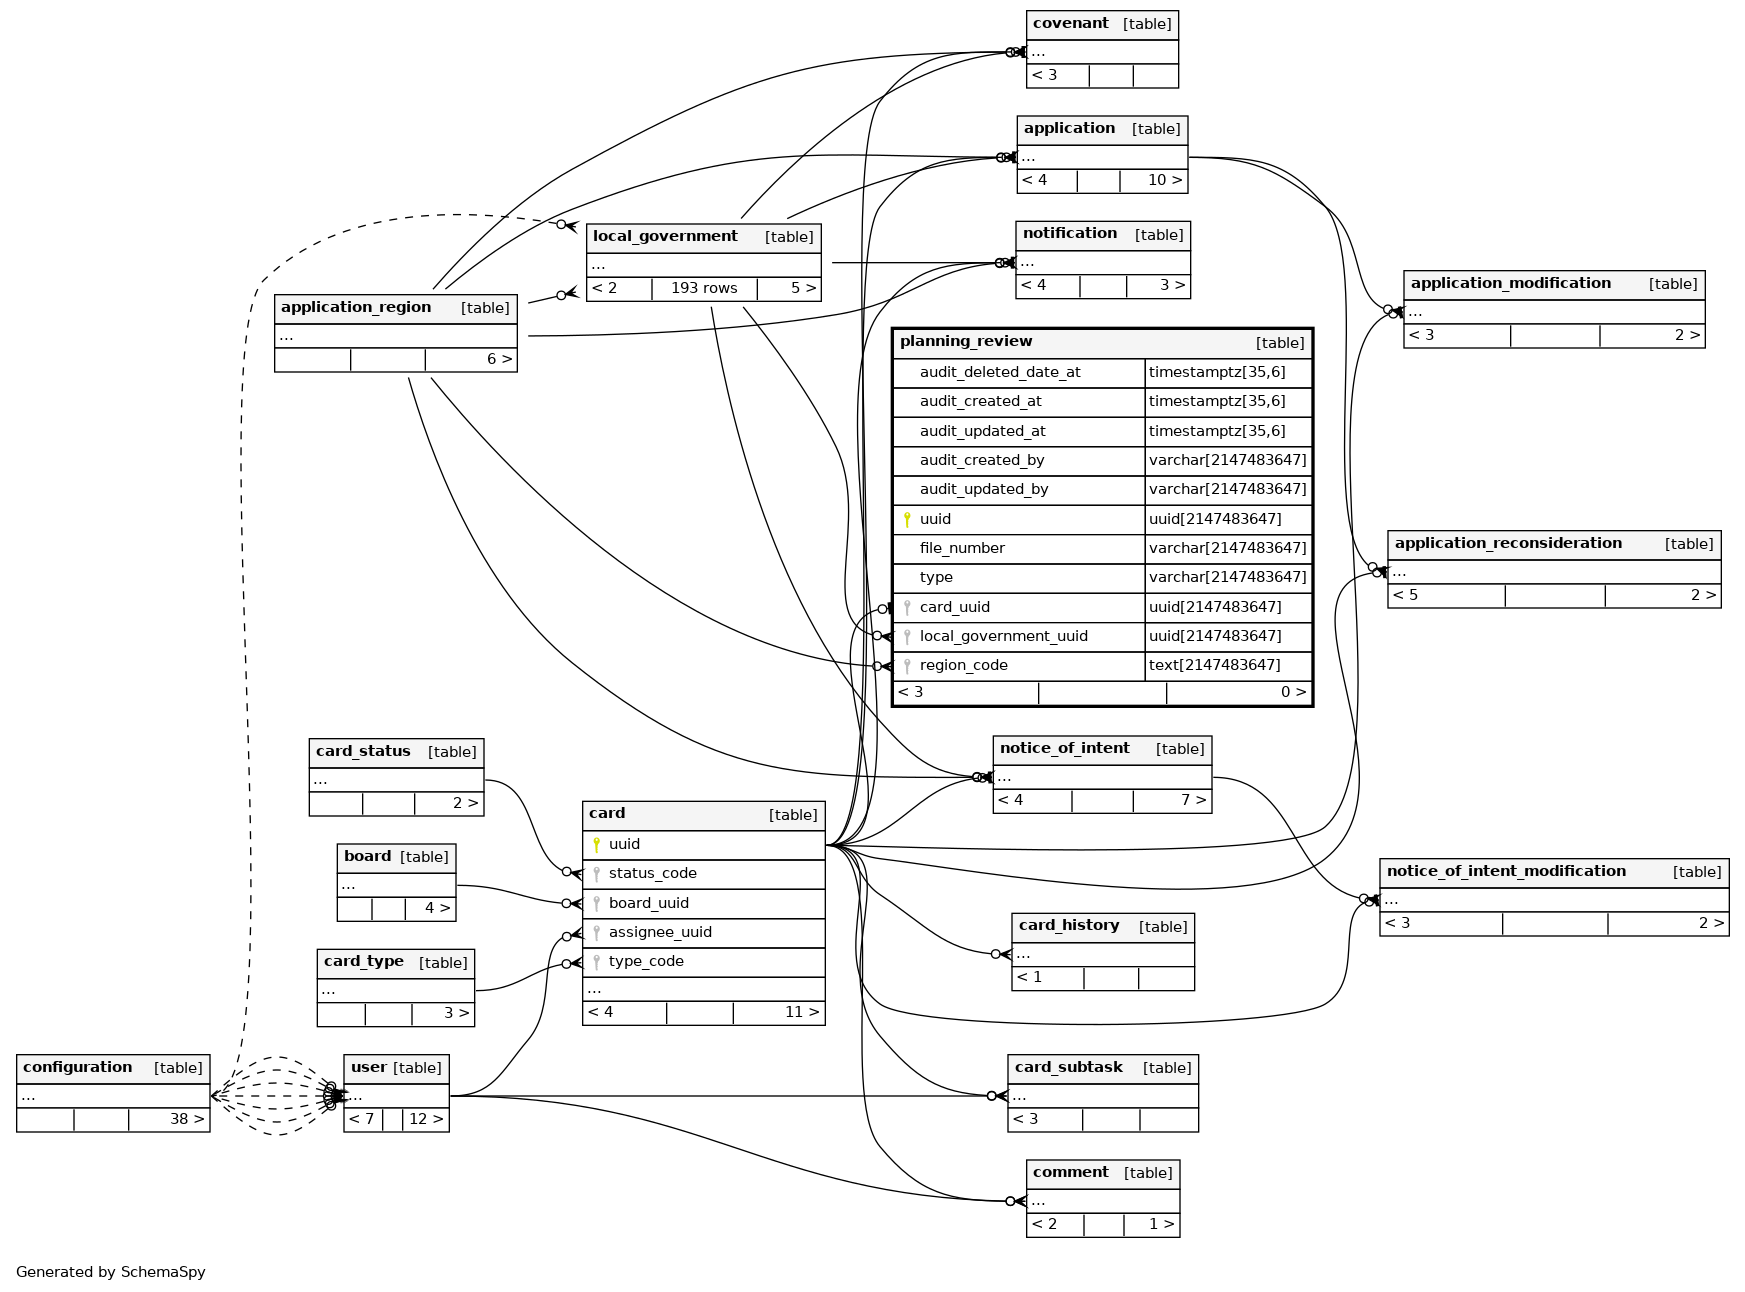 covenant [table]
...
< 3
application [table]
...
< 4 10 >
local_government [table]
...
< 2 193 rows 5 >
notification [table]
...
< 4 3 >
application_region [table]
...
6 >
application_modification [table]
...
< 3 2 >
planning_review [table]
audit_deleted_date_at timestamptz[35,6]
audit_created_at timestamptz[35,6]
audit_updated_at timestamptz[35,6]
audit_created_by varchar[2147483647]
audit_updated_by varchar[2147483647]
uuid uuid[2147483647]
file_number varchar[2147483647]
type varchar[2147483647]
card_uuid uuid[2147483647]
local_government_uuid uuid[2147483647]
region_code text[2147483647]
< 3 0 >
application_reconsideration [table]
...
< 5 2 >
card_status [table]
...
2 >
notice_of_intent [table]
...
< 4 7 >
card [table]
uuid
status_code
board_uuid
assignee_uuid
type_code
...
< 4 11 >
board [table]
...
4 >
notice_of_intent_modification [table]
...
< 3 2 >
card_history [table]
...
< 1
card_type [table]
...
3 >
configuration [table]
...
38 >
user [table]
...
< 7 12 >
card_subtask [table]
...
< 3
comment [table]
...
< 2 1 >
Generated by SchemaSpy